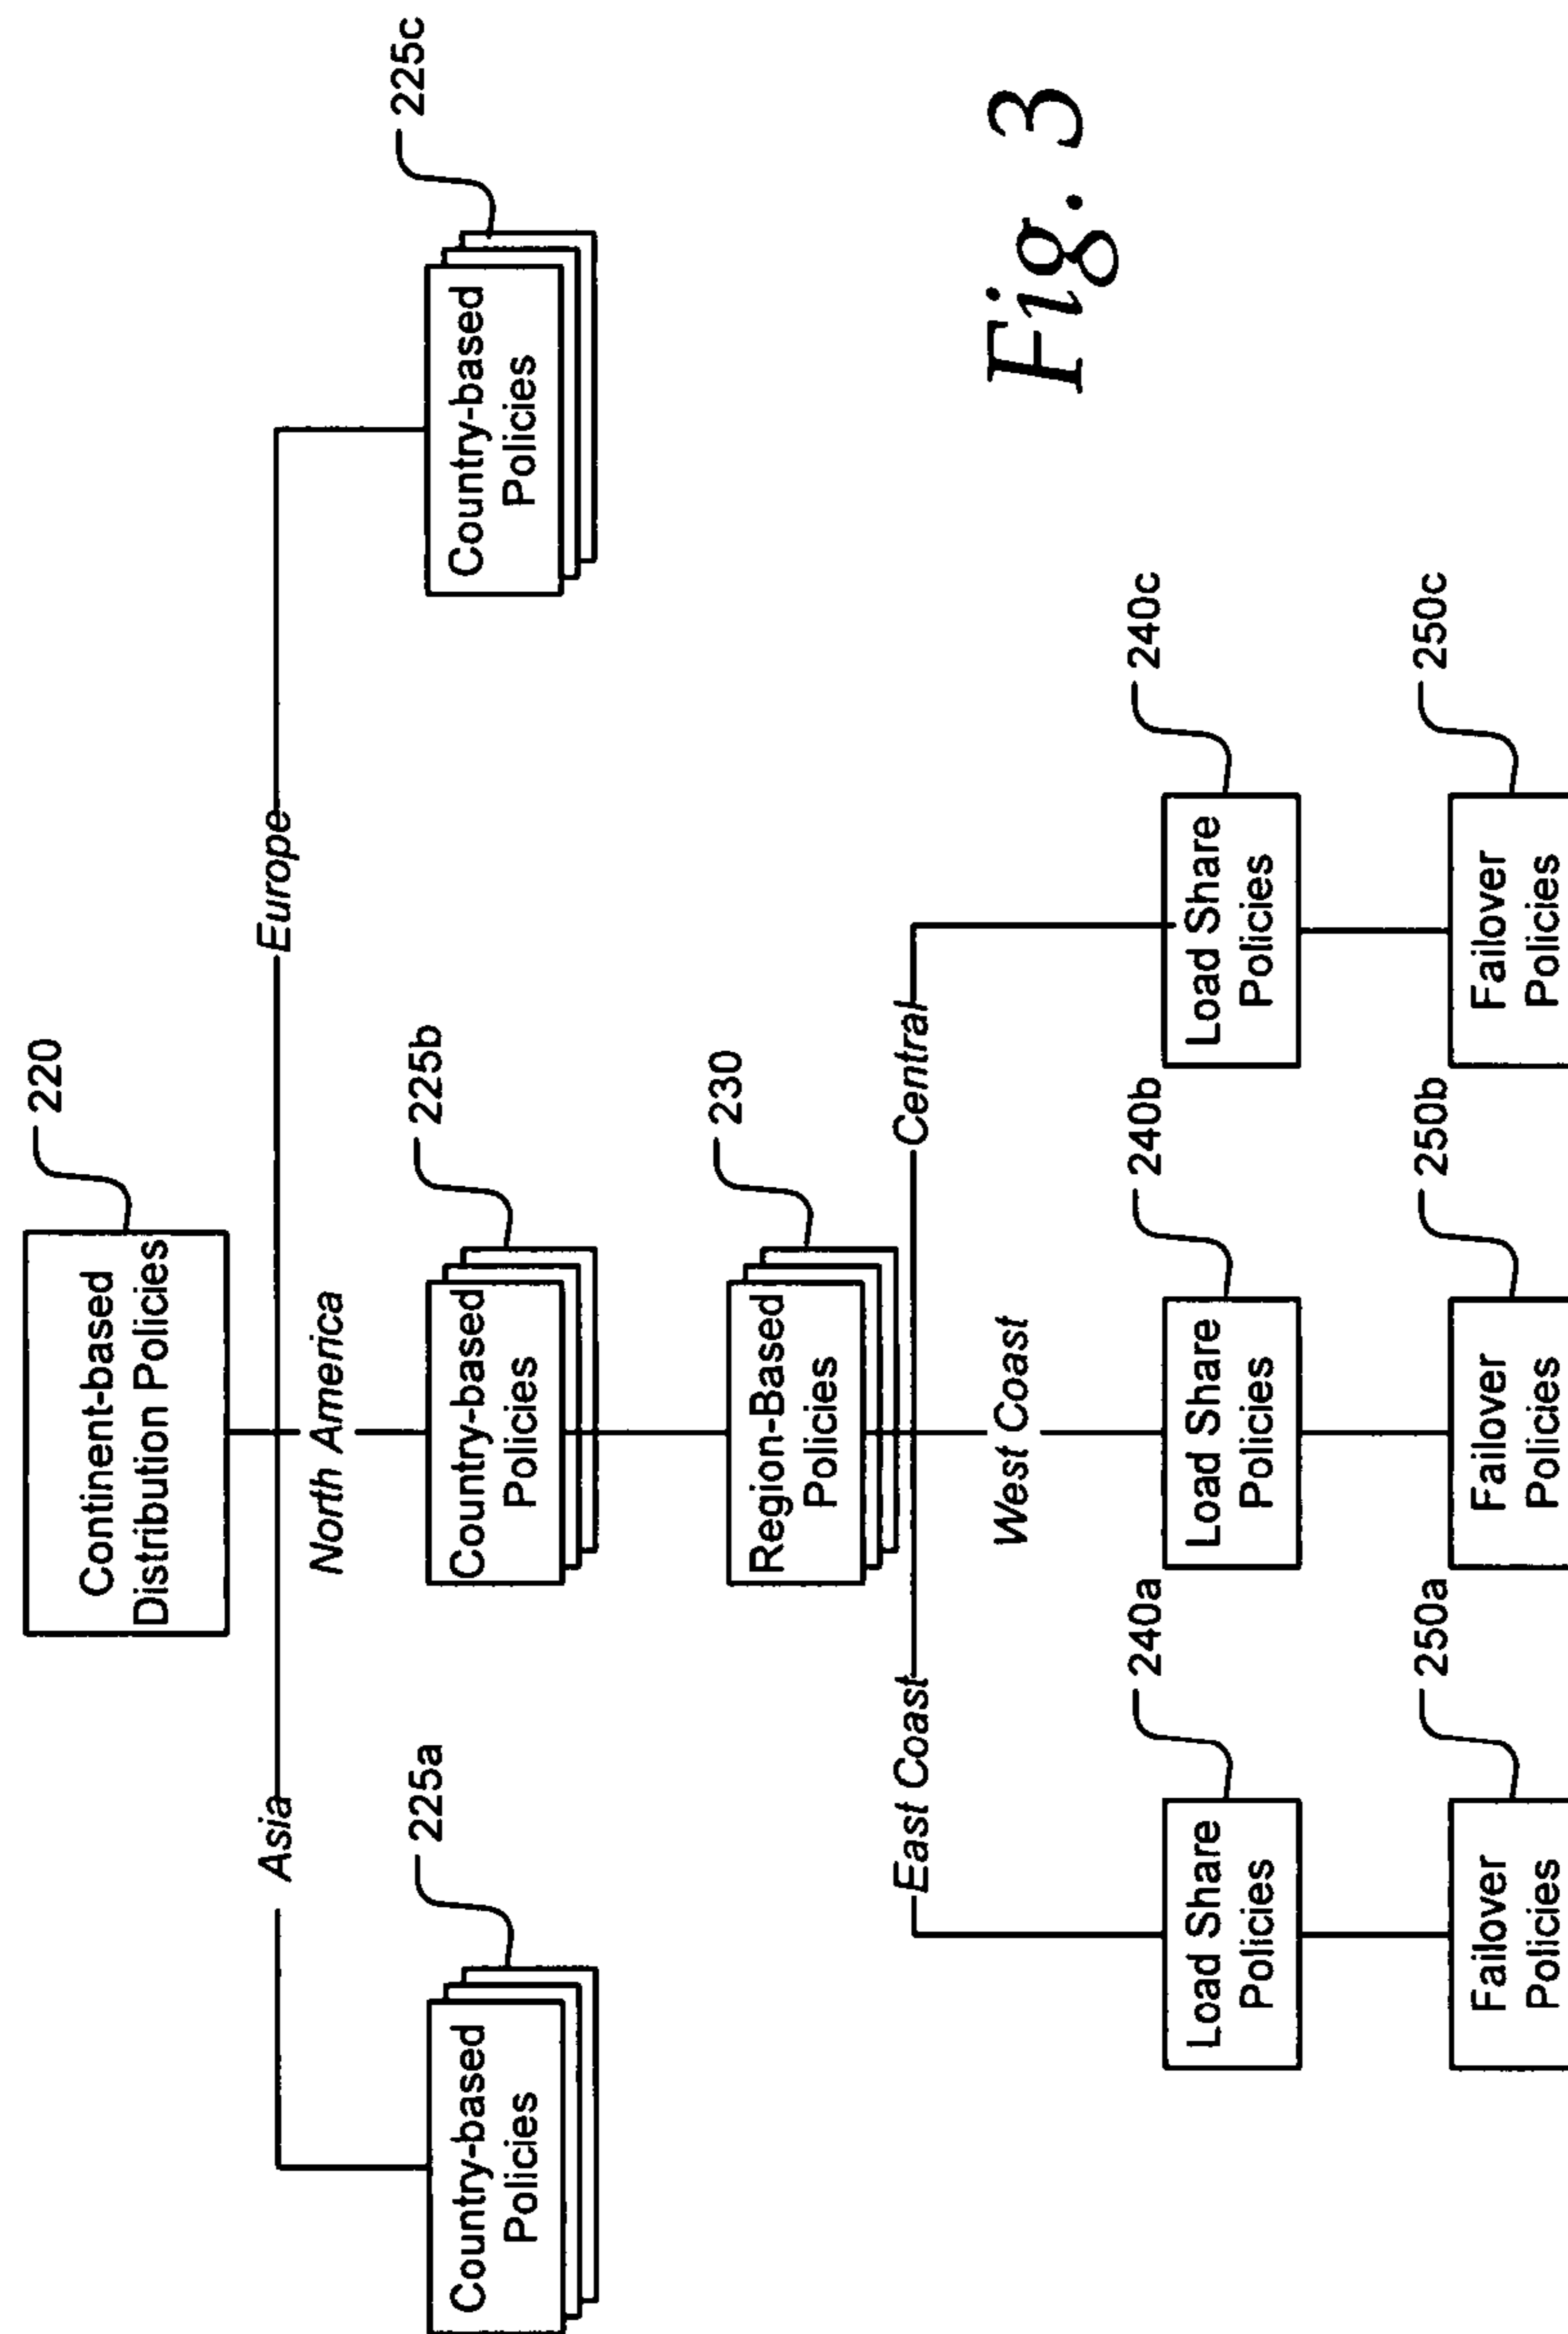 220
Continent-based
Distribution Policies
Asia
North America
Europe
225a
225b
225c
Country-based
Policies
Country-based
Policies
Country-based
Policies
230
Region-Based
Policies
East Coast
West Coast
Central
Fig. 3
240a
240b
240c
Load Share
Policies
Load Share
Policies
Load Share
Policies
250a
250b
250c
Failover
Policies
Failover
Policies
Failover
Policies